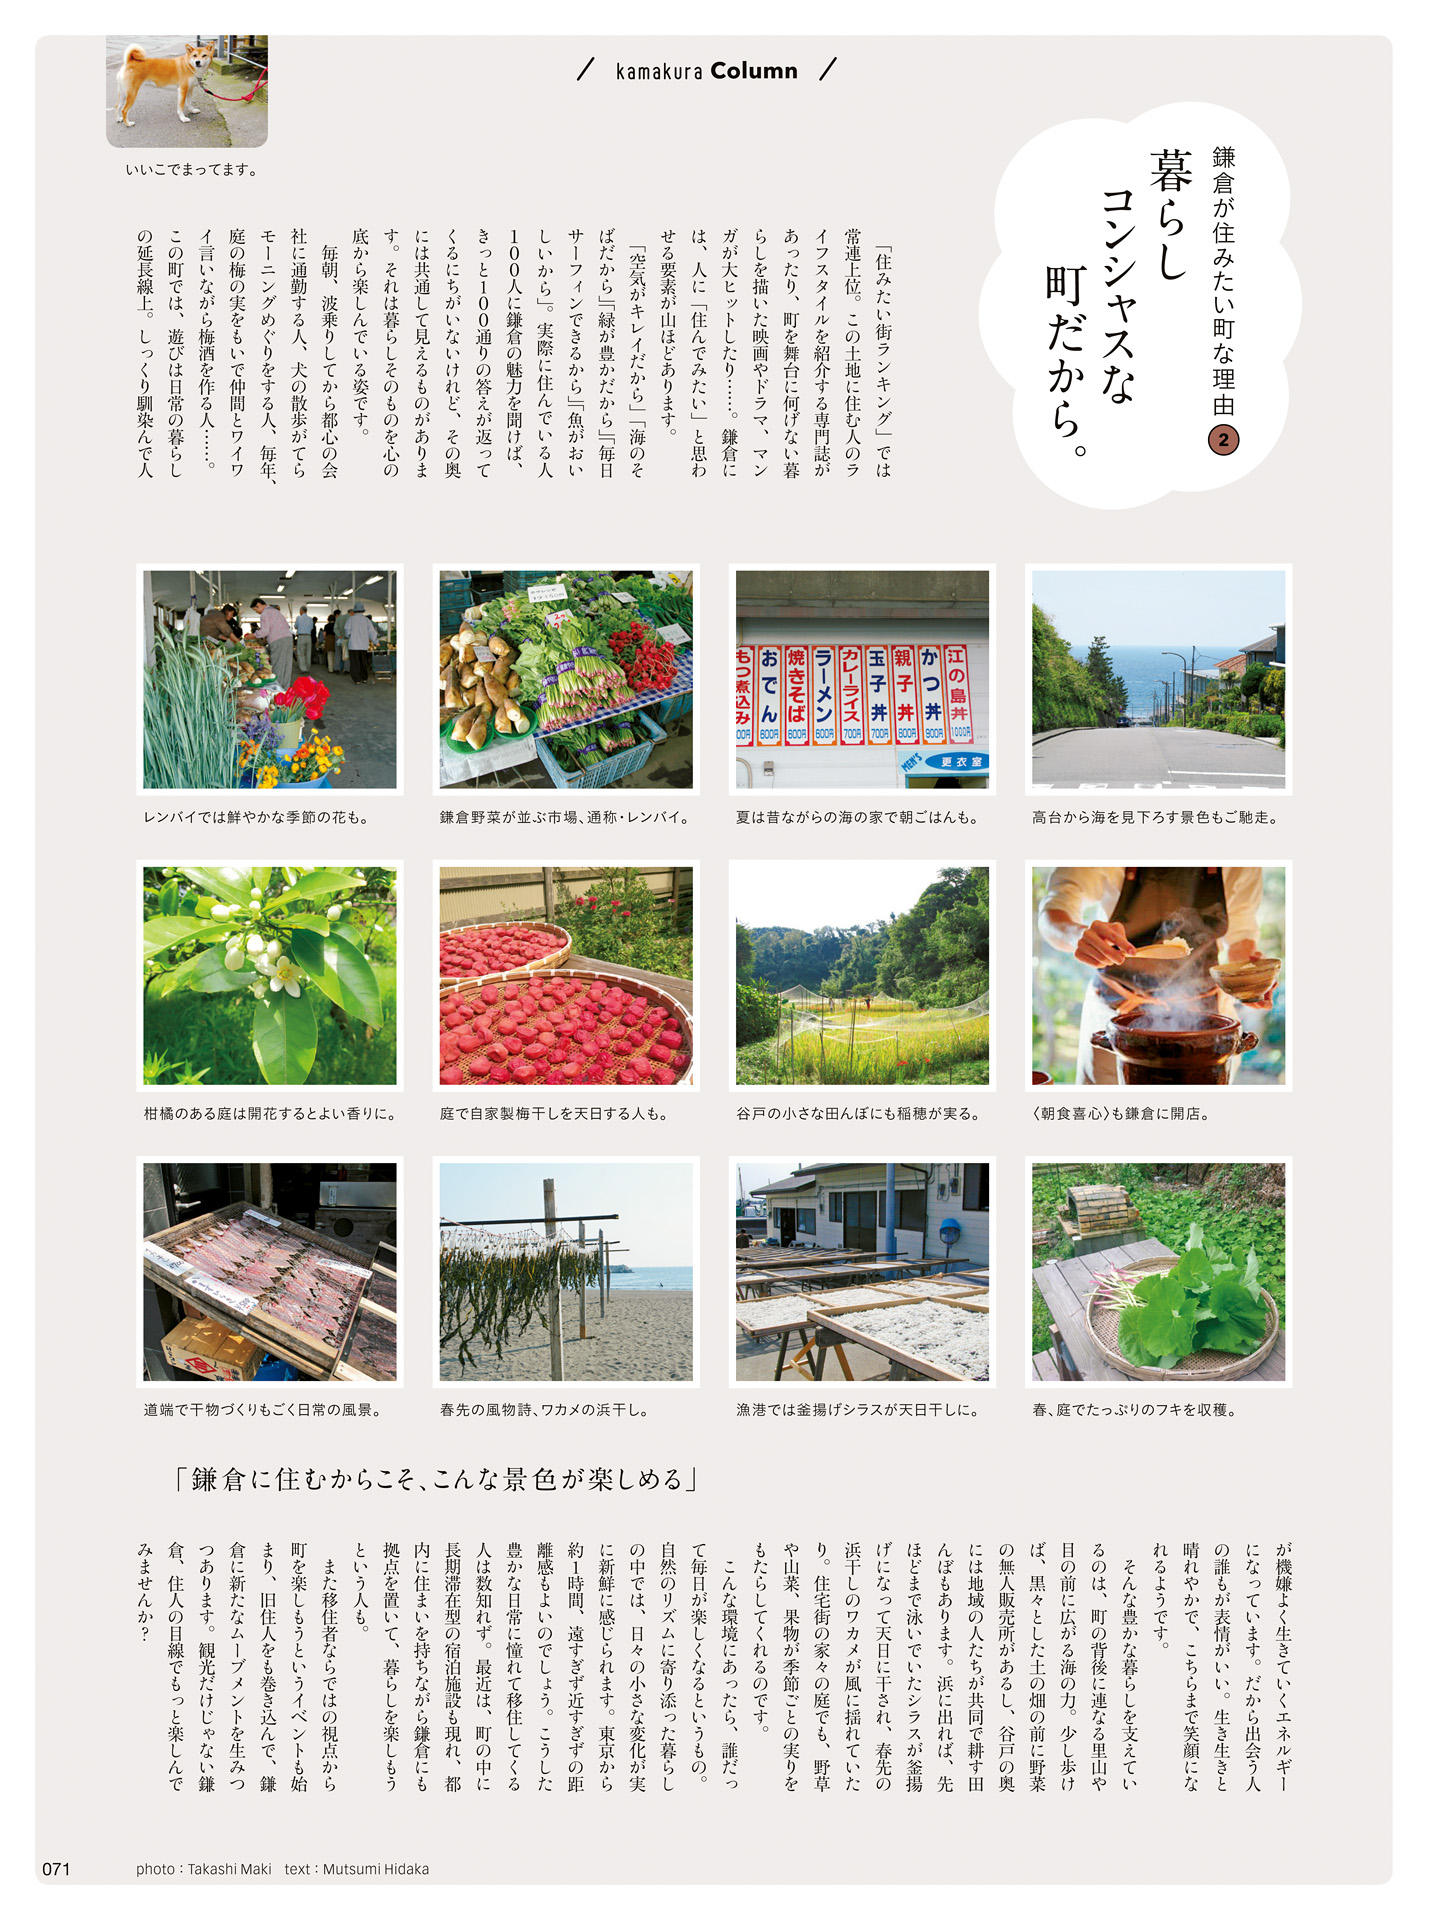 kamakura Column
いいこでまってます。
鎌倉が住みたい町な理由 2
暮らし
コンシャスな
町だから。
「住みたい街ランキング」では
常連上位。この土地に住む人のラ
イフスタイルを紹介する専門誌が
あったり、町を舞台に何げない暮
らしを描いた映画やドラマ、マン
ガが大ヒットしたり……。鎌倉に
は、人に「住んでみたい」と思わ
せる要素が山ほどあります。
「空気がキレイだから」「海のそ
ばだから」「緑が豊かだから」「毎日
サーフィンできるから」「魚がおい
しいから」。実際に住んでいる人
100人に鎌倉の魅力を聞けば、
きっと100通りの答えが返って
くるにちがいないけれど、その奥
には共通して見えるものがありま
す。それは暮らしそのものを心の
底から楽しんでいる姿です。
毎朝、波乗りしてから都心の会
社に通勤する人、犬の散歩がてら
モーニングめぐりをする人、毎年、
庭の梅の実をもいで仲間とワイワ
イ言いながら梅酒を作る人……。
この町では、遊びは日常の暮らし
の延長線上。しっくり馴染んで人
江の島丼 1000円
かつ丼 900円
親子丼 800円
玉子丼 700円
カレーライス 700円
ラーメン 600円
焼きそば 600円
おでん 600円
もつ煮込み 00円
MEN'S 更衣室
レンバイでは鮮やかな季節の花も。
鎌倉野菜が並ぶ市場、通称・レンバイ。
夏は昔ながらの海の家で朝ごはんも。
高台から海を見下ろす景色もご馳走。
柑橘のある庭は開花するとよい香りに。
庭で自家製梅干しを天日する人も。
谷戸の小さな田んぼにも稲穂が実る。
〈朝食喜心〉も鎌倉に開店。
道端で干物づくりもごく日常の風景。
春先の風物詩、ワカメの浜干し。
漁港では釜揚げシラスが天日干しに。
春、庭でたっぷりのフキを収穫。
「鎌倉に住むからこそ、こんな景色が楽しめる」
が機嫌よく生きていくエネルギー
になっています。だから出会う人
の誰もが表情がいい。生き生きと
晴れやかで、こちらまで笑顔にな
れるようです。
そんな豊かな暮らしを支えてい
るのは、町の背後に連なる里山や
目の前に広がる海の力。少し歩け
ば、黒々とした土の畑の前に野菜
の無人販売所があるし、谷戸の奥
には地域の人たちが共同で耕す田
んぼもあります。浜に出れば、先
ほどまで泳いでいたシラスが釜揚
げになって天日に干され、春先の
浜干しのワカメが風に揺れていた
り。住宅街の家々の庭でも、野草
や山菜、果物が季節ごとの実りを
もたらしてくれるのです。
こんな環境にあったら、誰だっ
て毎日が楽しくなるというもの。
自然のリズムに寄り添った暮らし
の中では、日々の小さな変化が実
に新鮮に感じられます。東京から
約1時間、遠すぎず近すぎずの距
離感もよいのでしょう。こうした
豊かな日常に憧れて移住してくる
人は数知れず。最近は、町の中に
長期滞在型の宿泊施設も現れ、都
内に住まいを持ちながら鎌倉にも
拠点を置いて、暮らしを楽しもう
という人も。
また移住者ならではの視点から
町を楽しもうというイベントも始
まり、旧住人をも巻き込んで、鎌
倉に新たなムーブメントを生みつ
つあります。観光だけじゃない鎌
倉、住人の目線でもっと楽しんで
みませんか？
071
photo：Takashi Maki text：Mutsumi Hidaka